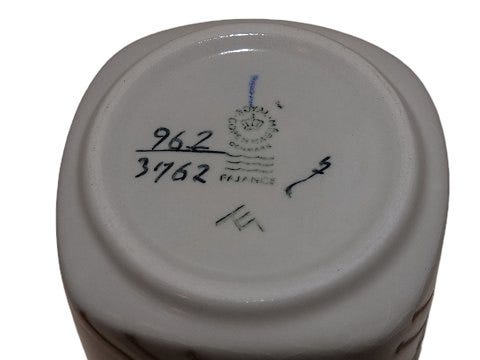 ROYAL
COPENHAGEN
DENMARK
962
3762
FAJANCE